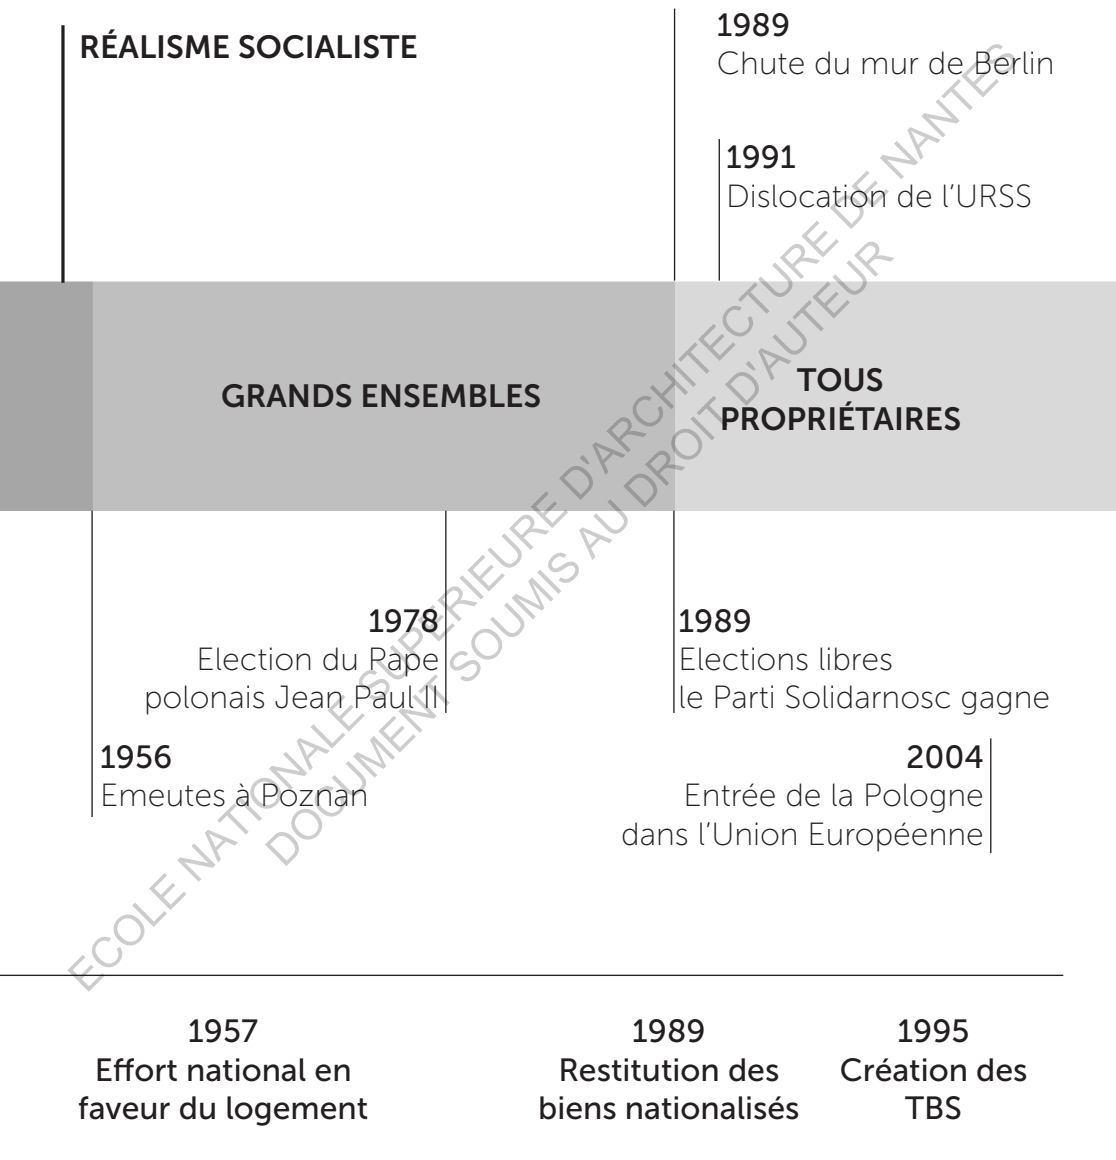 RÉALISME SOCIALISTE
1989
Chute du mur de Berlin
1991
Dislocation de l'URSS
GRANDS ENSEMBLES
TOUS
PROPRIÉTAIRES
1978
Election du Pape
polonais Jean Paul II
1956
Emeutes à Poznan
1989
Elections libres
le Parti Solidarnosc gagne
2004
Entrée de la Pologne
dans l'Union Européenne
1957
Effort national en
faveur du logement
1989
Restitution des
biens nationalisés
1995
Création des
TBS
ECOLE NATIONALE SUPERIEURE D'ARCHITECTURE DE NANTES
DOCUMENT SOUMIS AU DROIT D'AUTEUR